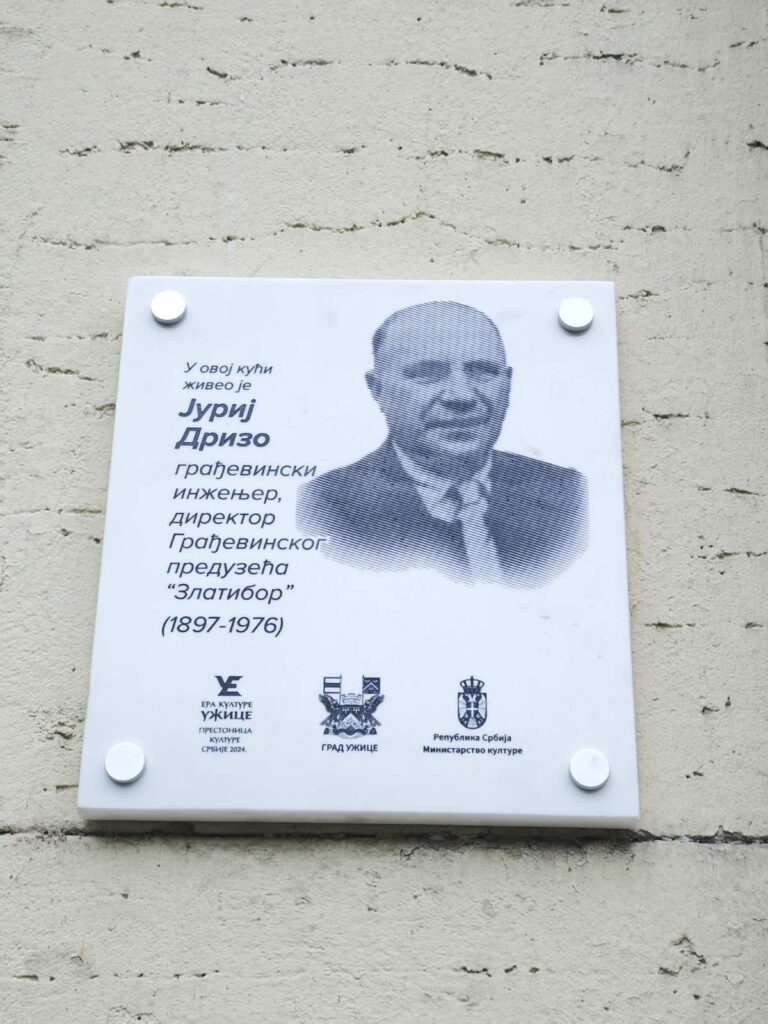 У овој кући
живео је
Јуриј
Дризо
грађевински
инжењер,
директор
Грађевинског
предузећа
“Златибор”
(1897-1976)
УЕ
ЕРА КУЛТУРЕ
УЖИЦЕ
ПРЕСТОНИЦА
КУЛТУРЕ
СРБИЈЕ 2024.
ГРАД УЖИЦЕ
Република Србија
Министарство културе